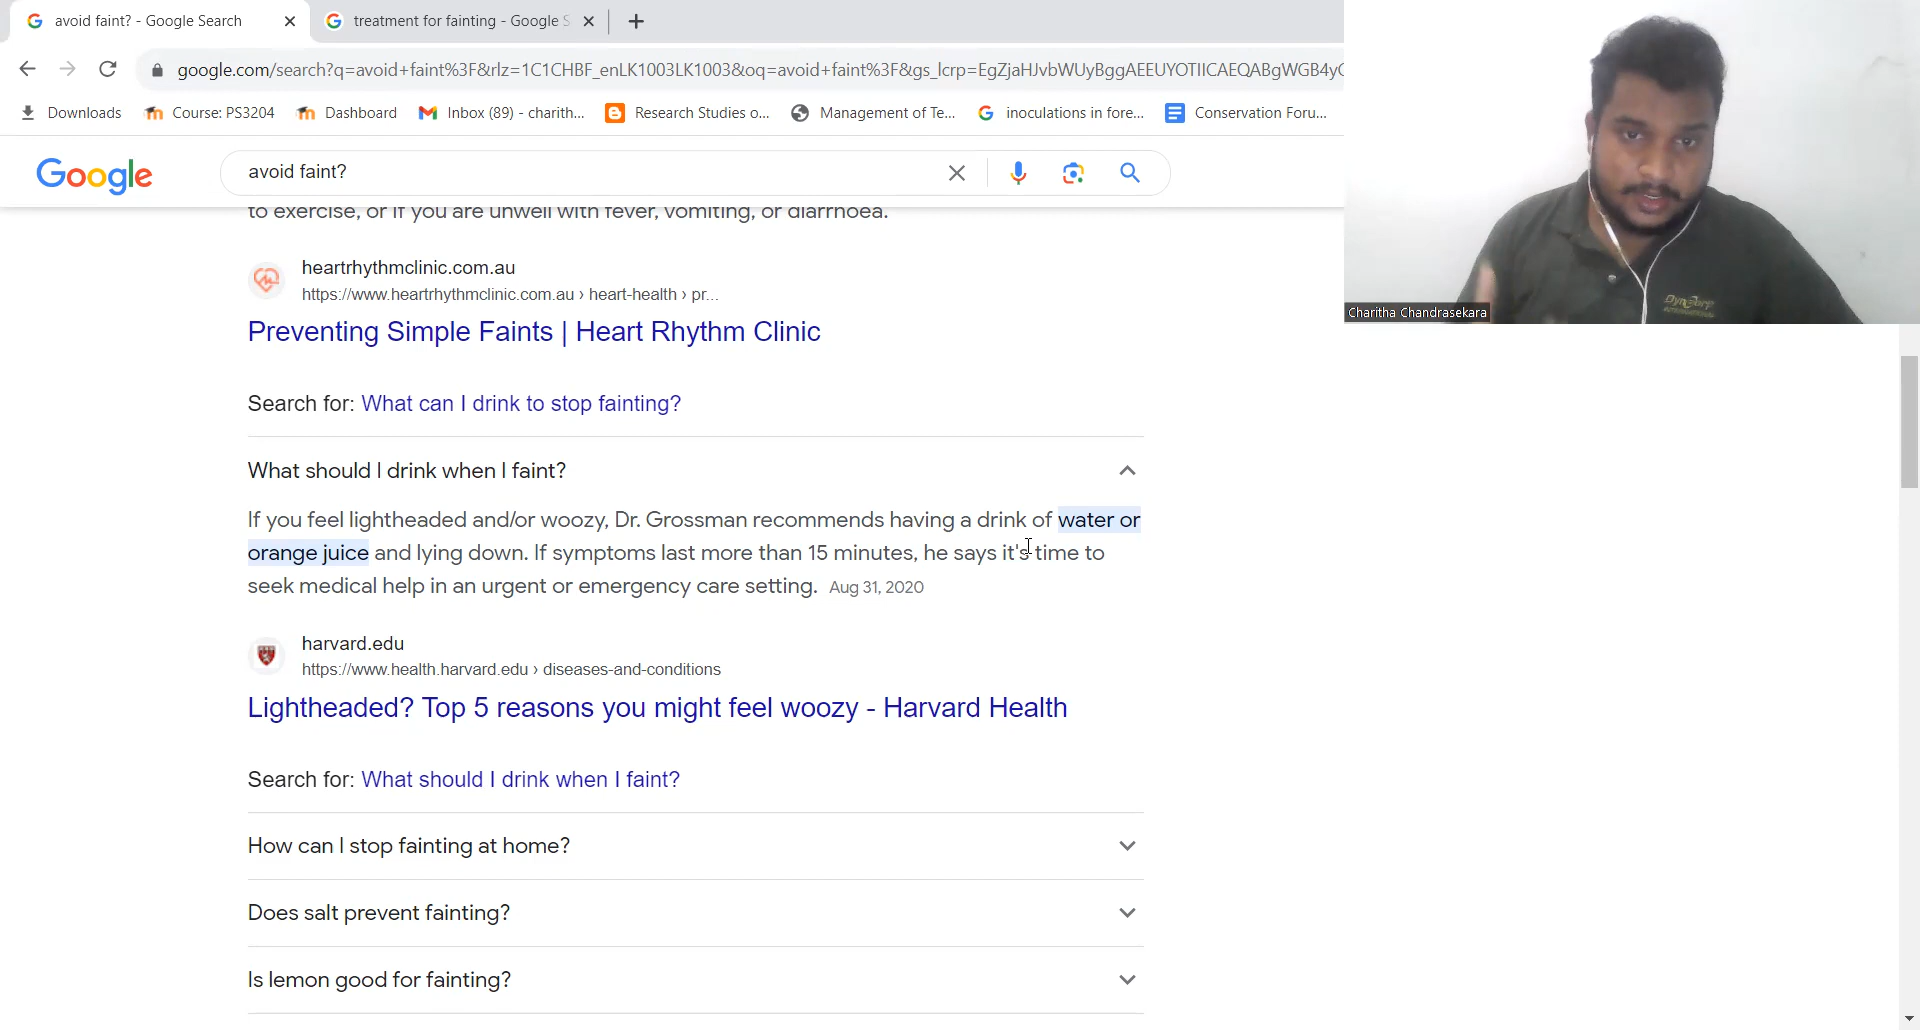 avoid faint? - Google Search
treatment for fainting - Google S
google.com/search?q=avoid+faint%3F&rlz=1C1CHBF_enLK1003LK1003&oq=avoid+faint%3F&gs_lcrp=EgZjaHJvbWUyBggAEEUYOTIICAEQABgWGB4yC
Downloads
Course: PS3204
Dashboard
Inbox (89) - charith...
Research Studies o...
Management of Te...
inoculations in fore...
Conservation Foru...
Google
avoid faint?
to exercise, or if you are unwell with fever, vomiting, or diarrhoea.
heartrhythmclinic.com.au
https://www.heartrhythmclinic.com.au › heart-health › pr...
Preventing Simple Faints | Heart Rhythm Clinic
Search for: What can I drink to stop fainting?
What should I drink when I faint?
If you feel lightheaded and/or woozy, Dr. Grossman recommends having a drink of water or
orange juice and lying down. If symptoms last more than 15 minutes, he says it's time to
seek medical help in an urgent or emergency care setting. Aug 31, 2020
harvard.edu
https://www.health.harvard.edu › diseases-and-conditions
Lightheaded? Top 5 reasons you might feel woozy - Harvard Health
Search for: What should I drink when I faint?
How can I stop fainting at home?
Does salt prevent fainting?
Is lemon good for fainting?
Charitha Chandrasekara